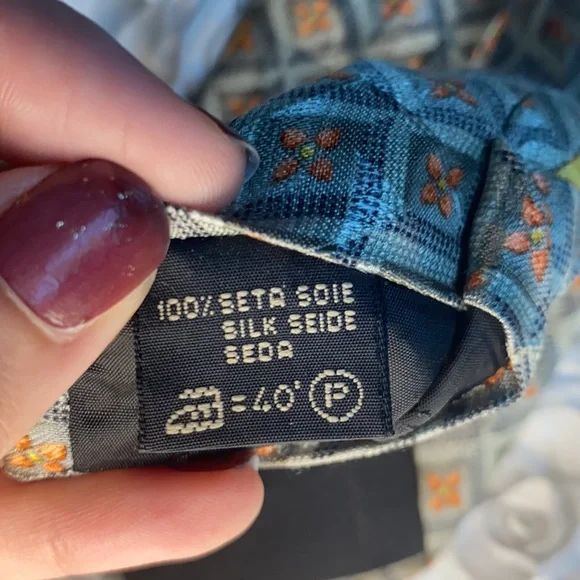 100% SETA SOIE
SILK SEIDE
SEDA
=40' P